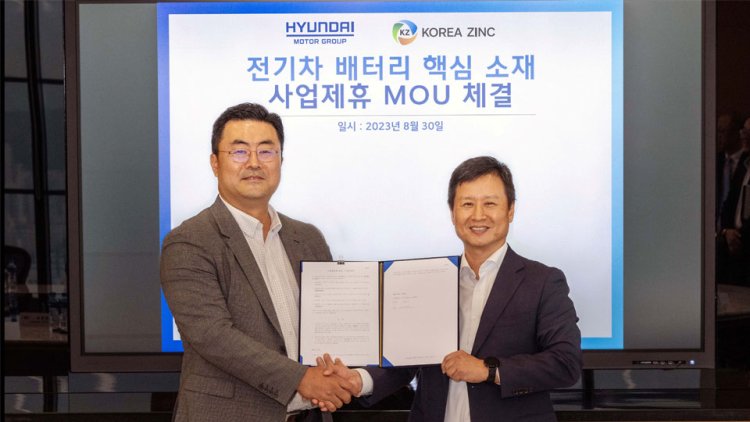 HYUNDAI
MOTOR GROUP
KZ
KOREA ZINC
전기차 배터리 핵심 소재
사업제휴 MOU 체결
일시 : 2023년 8월 30일